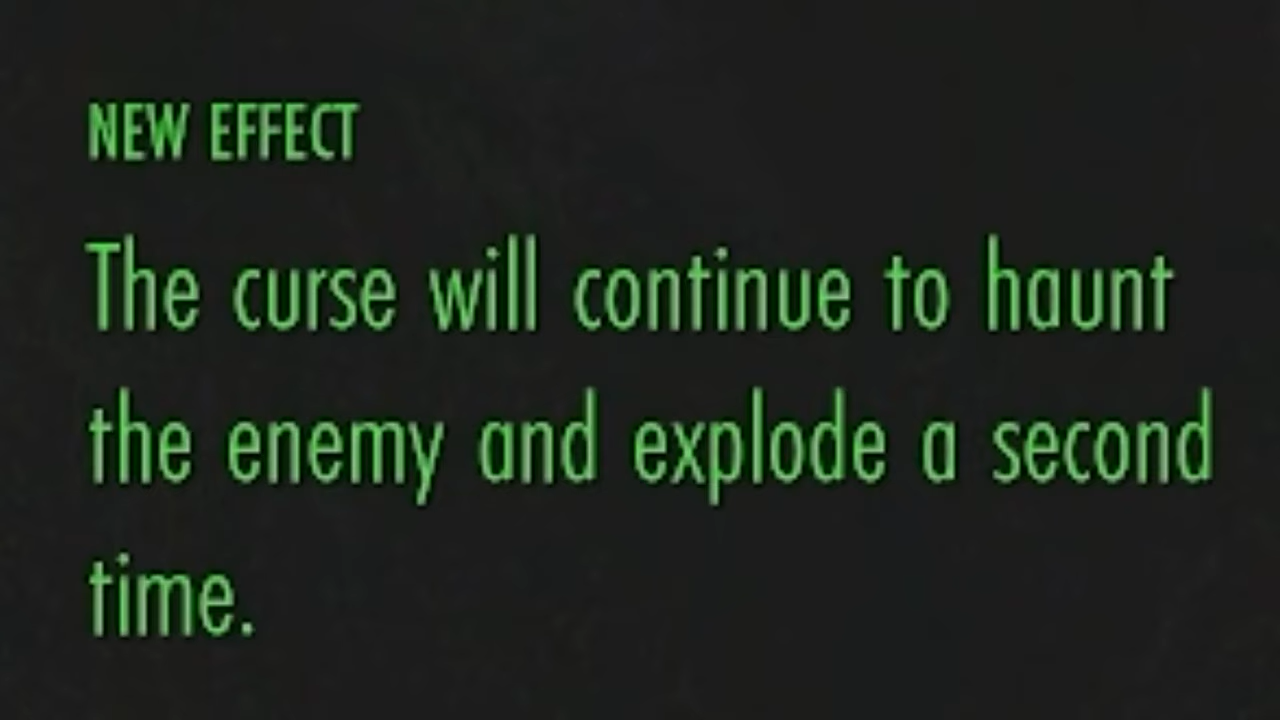 NEW EFFECT
The curse will continue to haunt
the enemy and explode a second
time.